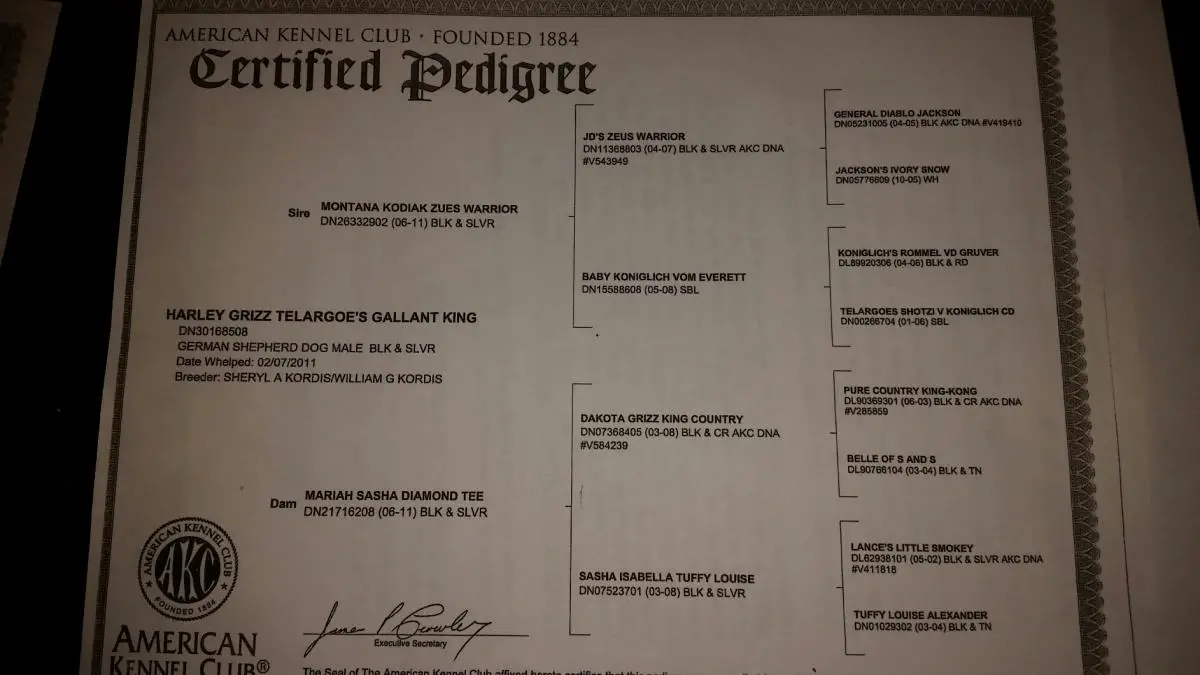 AMERICAN KENNEL CLUB · FOUNDED 1884
Certified Pedigree
Sire
MONTANA KODIAK ZUES WARRIOR
DN26332902 (06-11) BLK & SLVR
HARLEY GRIZZ TELARGOE'S GALLANT KING
DN30168508
GERMAN SHEPHERD DOG MALE BLK & SLVR
Date Whelped: 02/07/2011
Breeder: SHERYL A KORDIS/WILLIAM G KORDIS
Dam
MARIAH SASHA DIAMOND TEE
DN21716208 (06-11) BLK & SLVR
JD'S ZEUS WARRIOR
DN11368803 (04-07) BLK & SLVR AKC DNA
#V543949
BABY KONIGLICH VOM EVERETT
DN15588608 (05-08) SBL
DAKOTA GRIZZ KING COUNTRY
DN07368405 (03-08) BLK & CR AKC DNA
#V584239
SASHA ISABELLA TUFFY LOUISE
DN07523701 (03-08) BLK & SLVR
GENERAL DIABLO JACKSON
DN05231005 (04-05) BLK AKC DNA #V419410
JACKSON'S IVORY SNOW
DN05776609 (10-05) WH
KONIGLICH'S ROMMEL VD GRUVER
DL89920306 (04-06) BLK & RD
TELARGOES SHOTZI V KONIGLICH CD
DN00266704 (01-06) SBL
PURE COUNTRY KING-KONG
DL90369301 (06-03) BLK & CR AKC DNA
#V285859
BELLE OF S AND S
DL90766104 (03-04) BLK & TN
LANCE'S LITTLE SMOKEY
DL62938101 (05-02) BLK & SLVR AKC DNA
#V411818
TUFFY LOUISE ALEXANDER
DN01029302 (03-04) BLK & TN
AMERICAN KENNEL CLUB
AKC
FOUNDED 1884
AMERICAN
KENNEL CLUB®
James P Crowley
Executive Secretary
The Seal of The American Kennel Club affixed hereto certifies that this